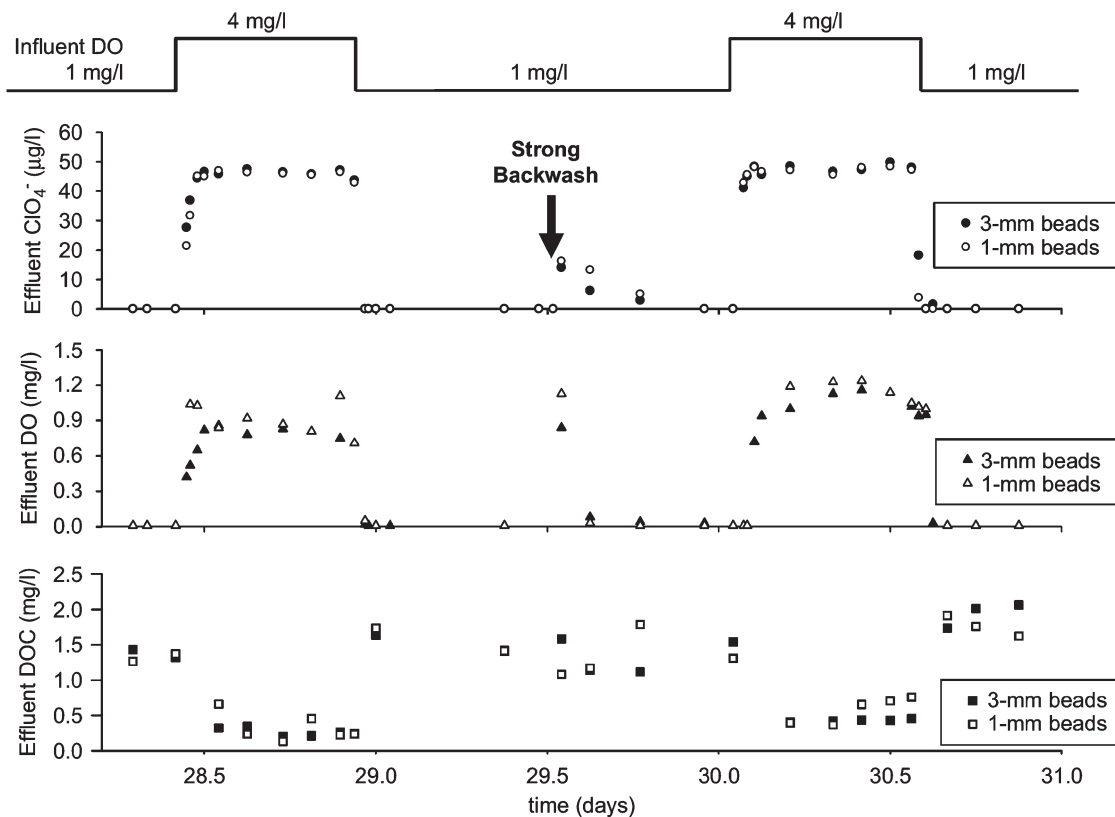 4 mg/l 4 mg/l
Influent DO
1 mg/l 1 mg/l 1 mg/l
Effluent ClO₄⁻ (µg/l)
60
50
40
30
20
10
0
Strong
Backwash
3-mm beads
1-mm beads
Effluent DO (mg/l)
1.5
1.2
0.9
0.6
0.3
0.0
3-mm beads
1-mm beads
Effluent DOC (mg/l)
2.5
2.0
1.5
1.0
0.5
0.0
3-mm beads
1-mm beads
28.5 29.0 29.5 30.0 30.5 31.0
time (days)